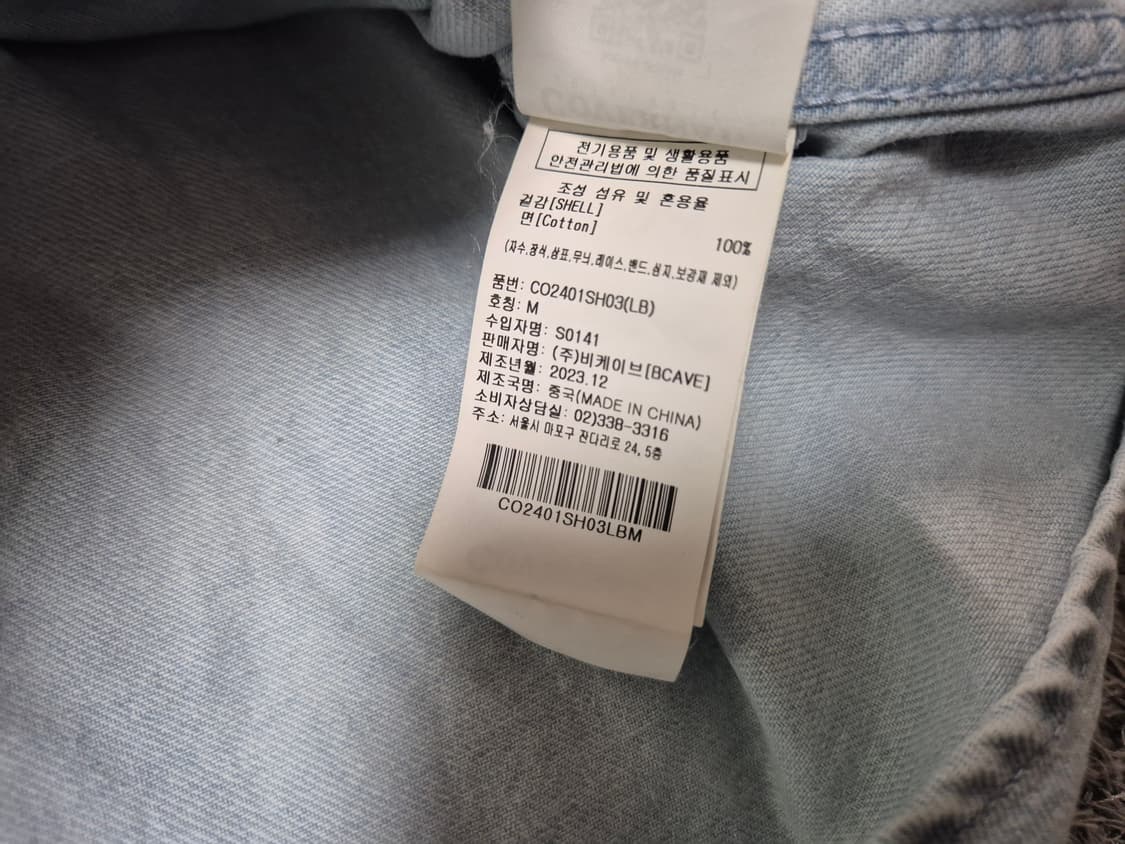 전기용품 및 생활용품
안전관리법에 의한 품질표시
조성 섬유 및 혼용율
겉감[SHELL]
면[Cotton]
100%
(자수,장식,상표,무늬,레이스,밴드,심지,보강재 제외)
품번: CO2401SH03(LB)
호칭: M
수입자명: S0141
판매자명: (주)비케이브[BCAVE]
제조년월: 2023.12
제조국명: 중국(MADE IN CHINA)
소비자상담실: 02)338-3316
주소: 서울시 마포구 잔다리로 24, 5층
CO2401SH03LBM